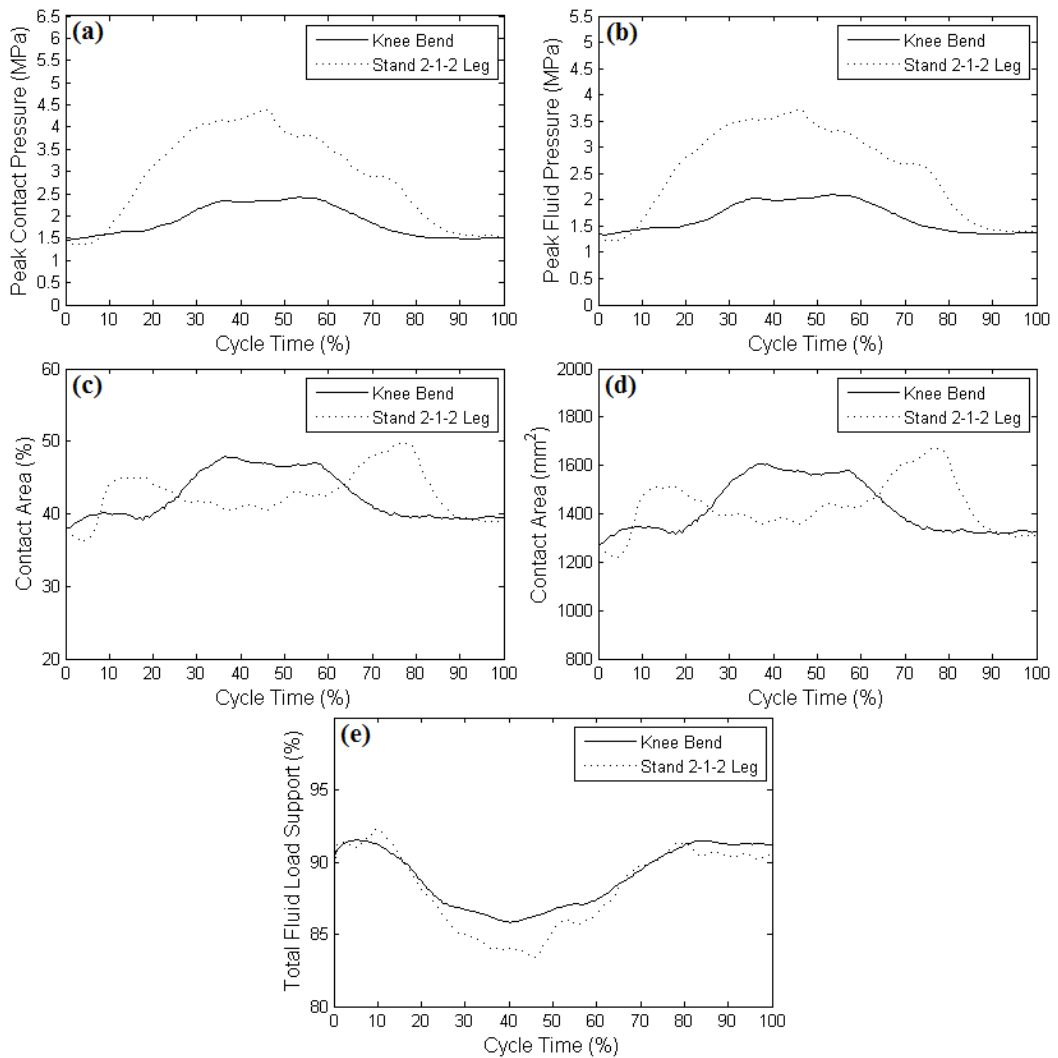 (a)
Knee Bend
Stand 2-1-2 Leg
Peak Contact Pressure (MPa)
6.5
6
5.5
5
4.5
4
3.5
3
2.5
2
1.5
1
0.5
0
0 10 20 30 40 50 60 70 80 90 100
Cycle Time (%)
(b)
Knee Bend
Stand 2-1-2 Leg
Peak Fluid Pressure (MPa)
5.5
5
4.5
4
3.5
3
2.5
2
1.5
1
0.5
0
0 10 20 30 40 50 60 70 80 90 100
Cycle Time (%)
(c)
Knee Bend
Stand 2-1-2 Leg
Contact Area (%)
60
50
40
30
20
0 10 20 30 40 50 60 70 80 90 100
Cycle Time (%)
(d)
Knee Bend
Stand 2-1-2 Leg
Contact Area (mm²)
2000
1800
1600
1400
1200
1000
800
0 10 20 30 40 50 60 70 80 90 100
Cycle Time (%)
(e)
Knee Bend
Stand 2-1-2 Leg
Total Fluid Load Support (%)
95
90
85
80
0 10 20 30 40 50 60 70 80 90 100
Cycle Time (%)